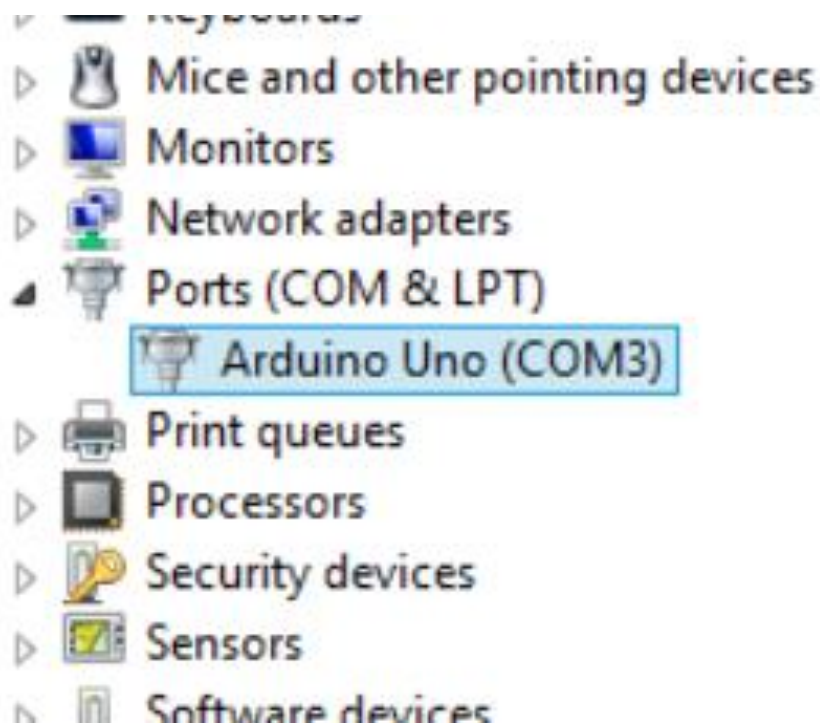 Keyboards
Mice and other pointing devices
Monitors
Network adapters
Ports (COM & LPT)
Arduino Uno (COM3)
Print queues
Processors
Security devices
Sensors
Software devices